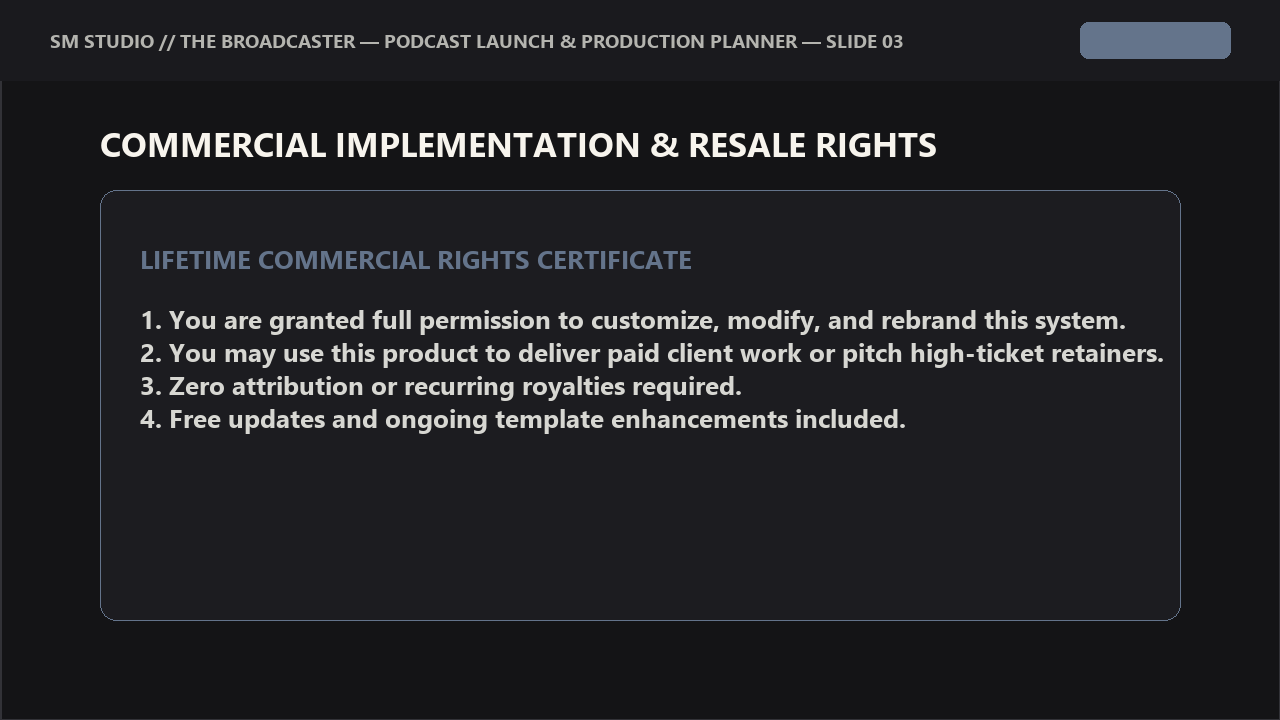 SM STUDIO // THE BROADCASTER — PODCAST LAUNCH & PRODUCTION PLANNER — SLIDE 03
COMMERCIAL IMPLEMENTATION & RESALE RIGHTS
LIFETIME COMMERCIAL RIGHTS CERTIFICATE
1. You are granted full permission to customize, modify, and rebrand this system.
2. You may use this product to deliver paid client work or pitch high-ticket retainers.
3. Zero attribution or recurring royalties required.
4. Free updates and ongoing template enhancements included.